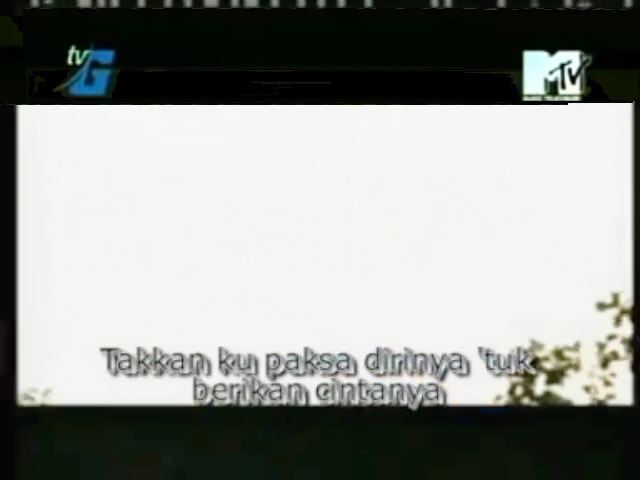 tvG
MTV
Takkan ku paksa dirinya 'tuk
berikan cintanya